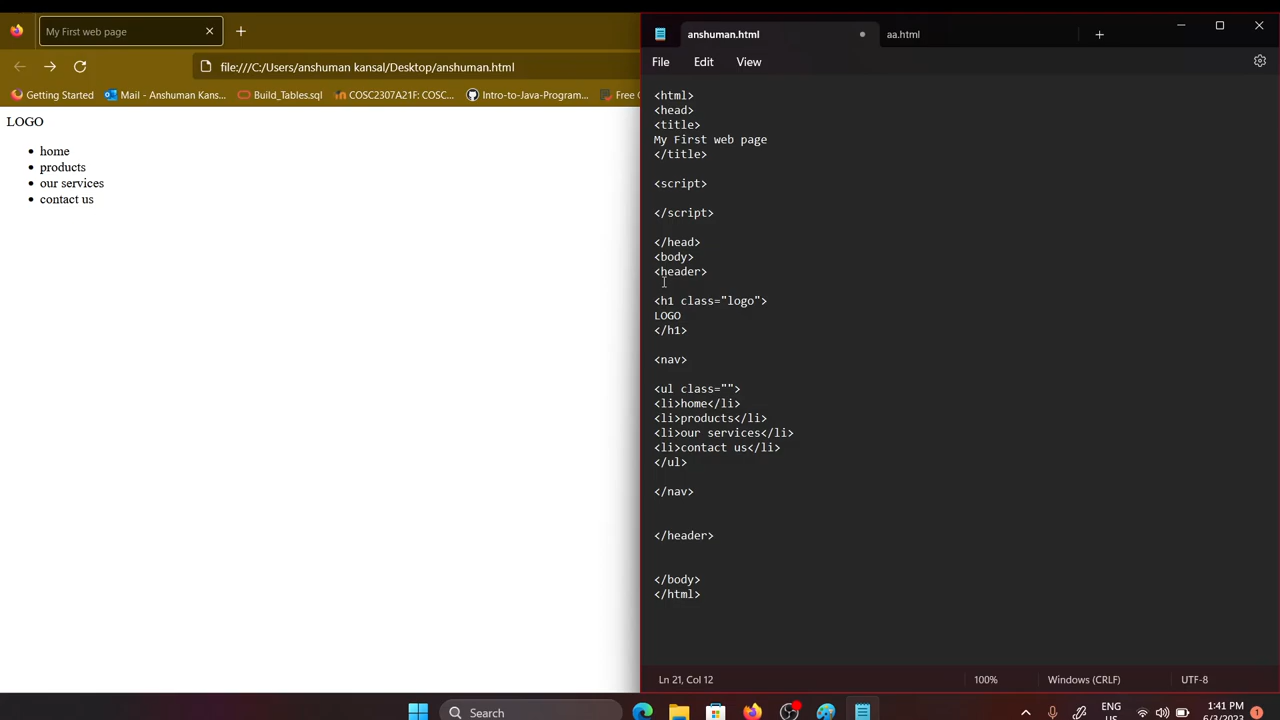 My First web page
file:///C:/Users/anshuman kansal/Desktop/anshuman.html
Getting Started
Mail - Anshuman Kans...
Build_Tables.sql
COSC2307A21F: COSC...
Intro-to-Java-Program...
Free C
LOGO
home
products
our services
contact us
anshuman.html
aa.html
File Edit View
<html>
<head>
<title>
My First web page
</title>
<script>
</script>
</head>
<body>
<header>
<h1 class="logo">
LOGO
</h1>
<nav>
<ul class="">
<li>home</li>
<li>products</li>
<li>our services</li>
<li>contact us</li>
</ul>
</nav>
</header>
</body>
</html>
Ln 21, Col 12
100%
Windows (CRLF)
UTF-8
Search
ENG
US
1:41 PM
6/3/2023